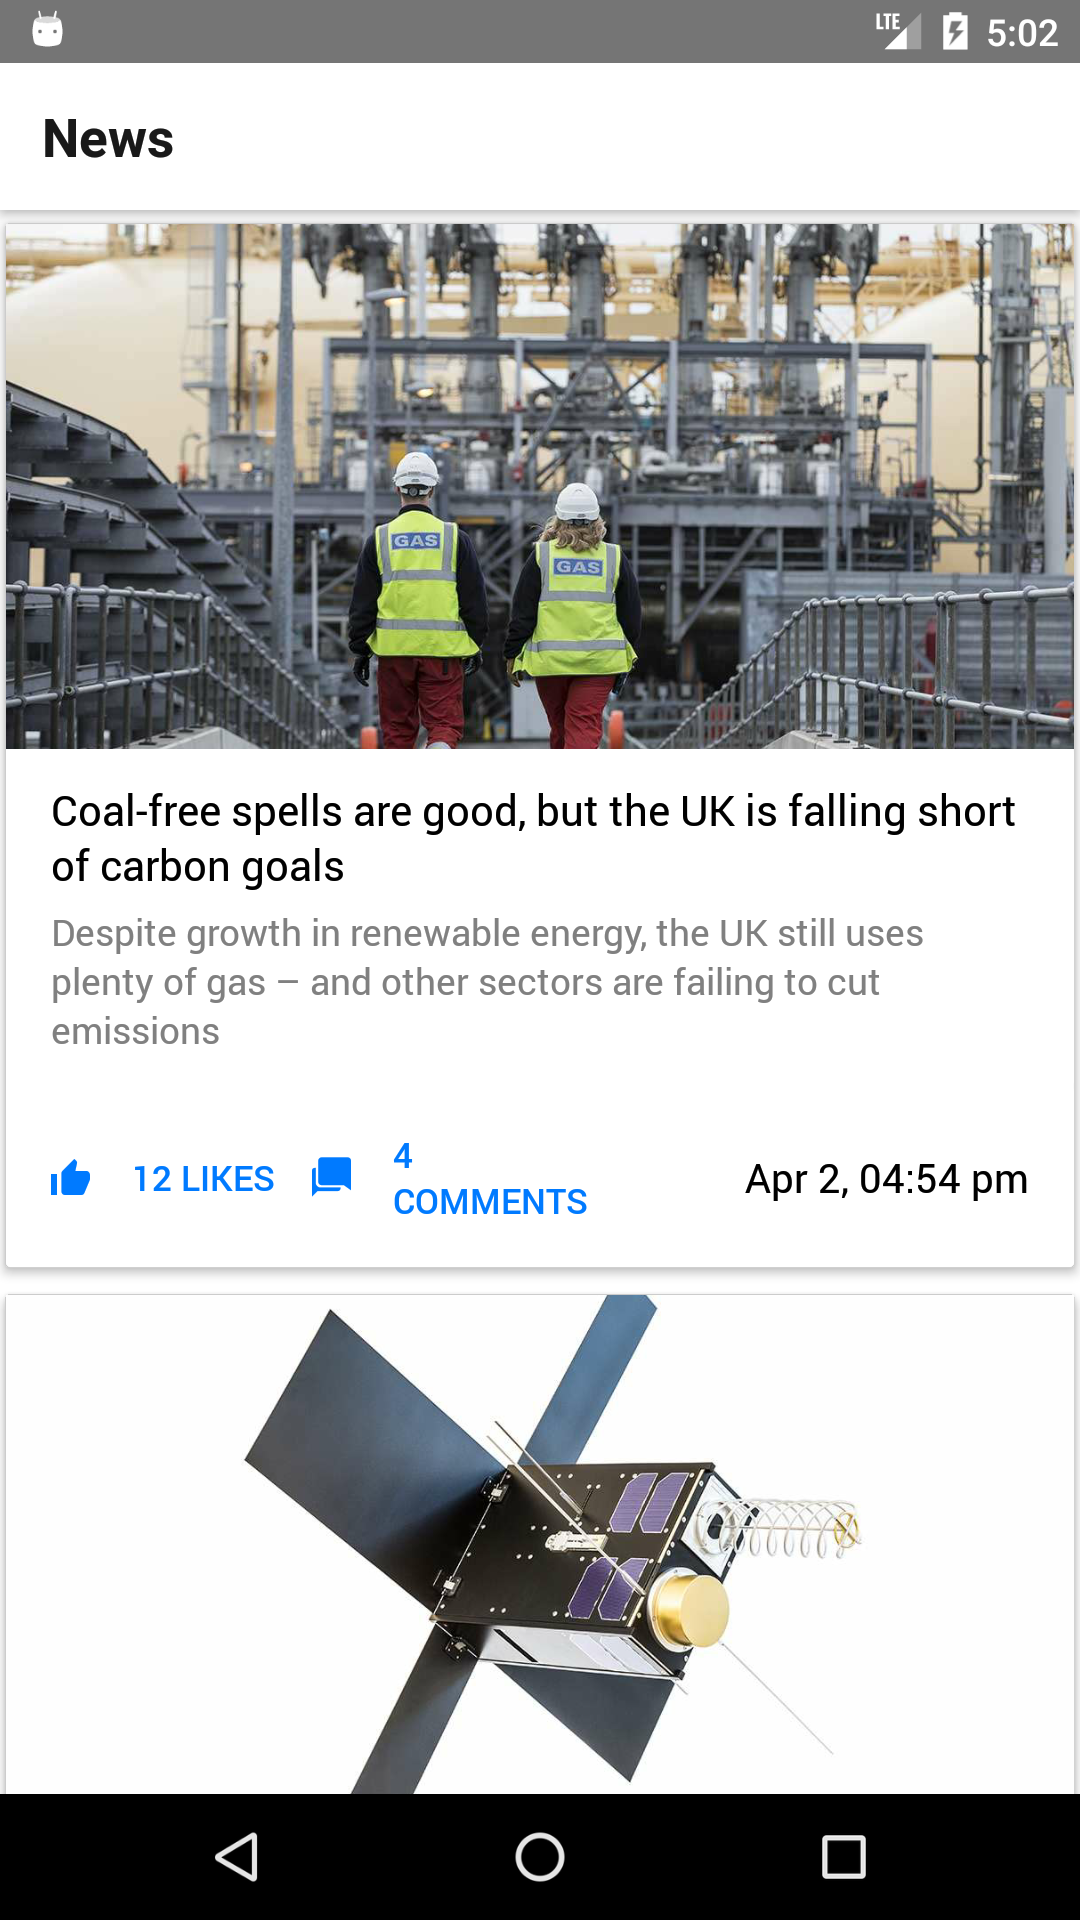 LTE 5:02
News
GAS
GAS
Coal-free spells are good, but the UK is falling short
of carbon goals
Despite growth in renewable energy, the UK still uses
plenty of gas – and other sectors are failing to cut
emissions
12 LIKES
4
COMMENTS
Apr 2, 04:54 pm